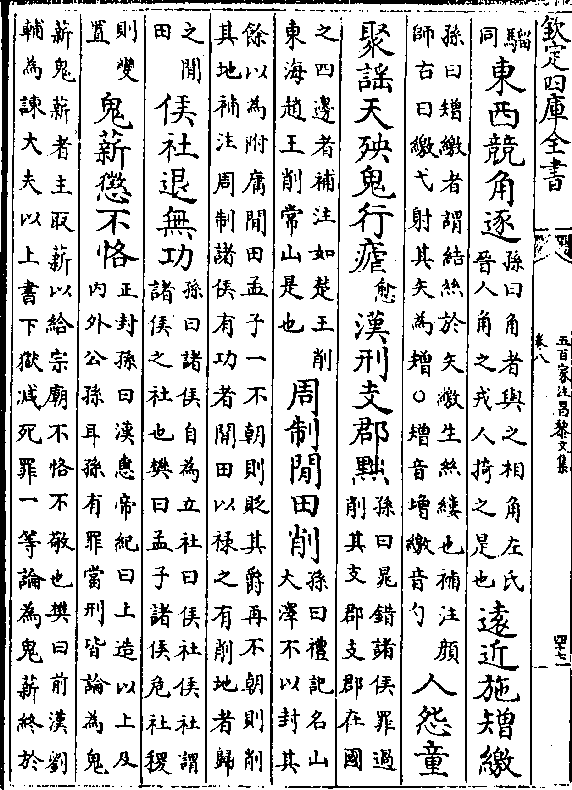 欽定四庫全書
卷八
五百家注昌黎文集
四十七
騶
同
東西競角逐
孫曰角者與之相角左氏
晉人角之戎人掎之是也
遠近施矰繳
孫曰矰繳者謂結絲於矢繳生絲縷也補注顔
師古曰繳弋射其矢為矰○矰音增繳音勺
人怨童
聚謡天殃鬼行瘧
愈
漢刑支郡黜
孫曰晁錯諸侯罪過
削其支郡支郡在國
之四邊者補注如楚王削
東海趙王削常山是也
周制閒田削
孫曰禮記名山
大澤不以封其
餘以為附庸閒田孟子一不朝則貶其爵再不朝則削
其地補注周制諸侯有功者閒田以禄之有削地者歸
之閒
田
侯社退無功
孫曰諸侯自為立社曰侯社侯社謂
諸侯之社也樊曰孟子諸侯危社稷
則變
置
鬼薪懲不恪
正封孫曰漢惠帝紀曰上造以上及
内外公孫耳孫有罪當刑皆論為鬼
薪鬼薪者主取薪以給宗廟不恪不敬也樊曰前漢劉
輔為諫大夫以上書下獄减死罪一等論為鬼薪終於